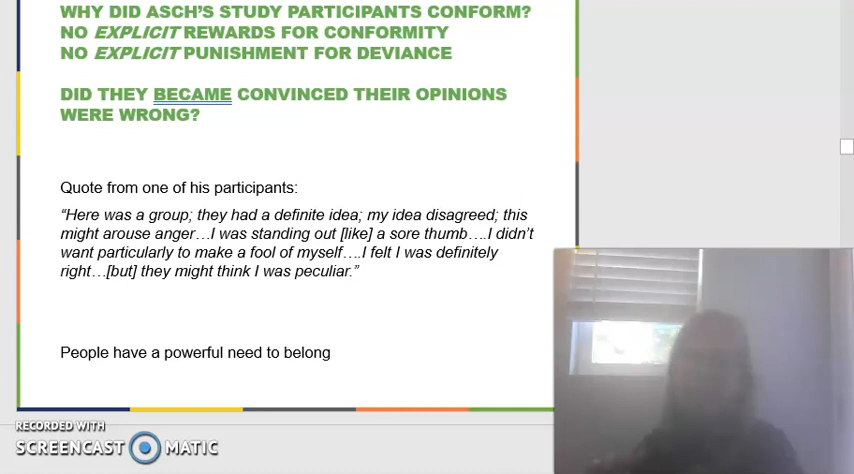 WHY DID ASCH'S STUDY PARTICIPANTS CONFORM?
NO EXPLICIT REWARDS FOR CONFORMITY
NO EXPLICIT PUNISHMENT FOR DEVIANCE
DID THEY BECAME CONVINCED THEIR OPINIONS
WERE WRONG?
Quote from one of his participants:
“Here was a group; they had a definite idea; my idea disagreed; this
might arouse anger…I was standing out [like] a sore thumb….I didn’t
want particularly to make a fool of myself….I felt I was definitely
right…[but] they might think I was peculiar.”
People have a powerful need to belong
RECORDED WITH
SCREENCAST MATIC